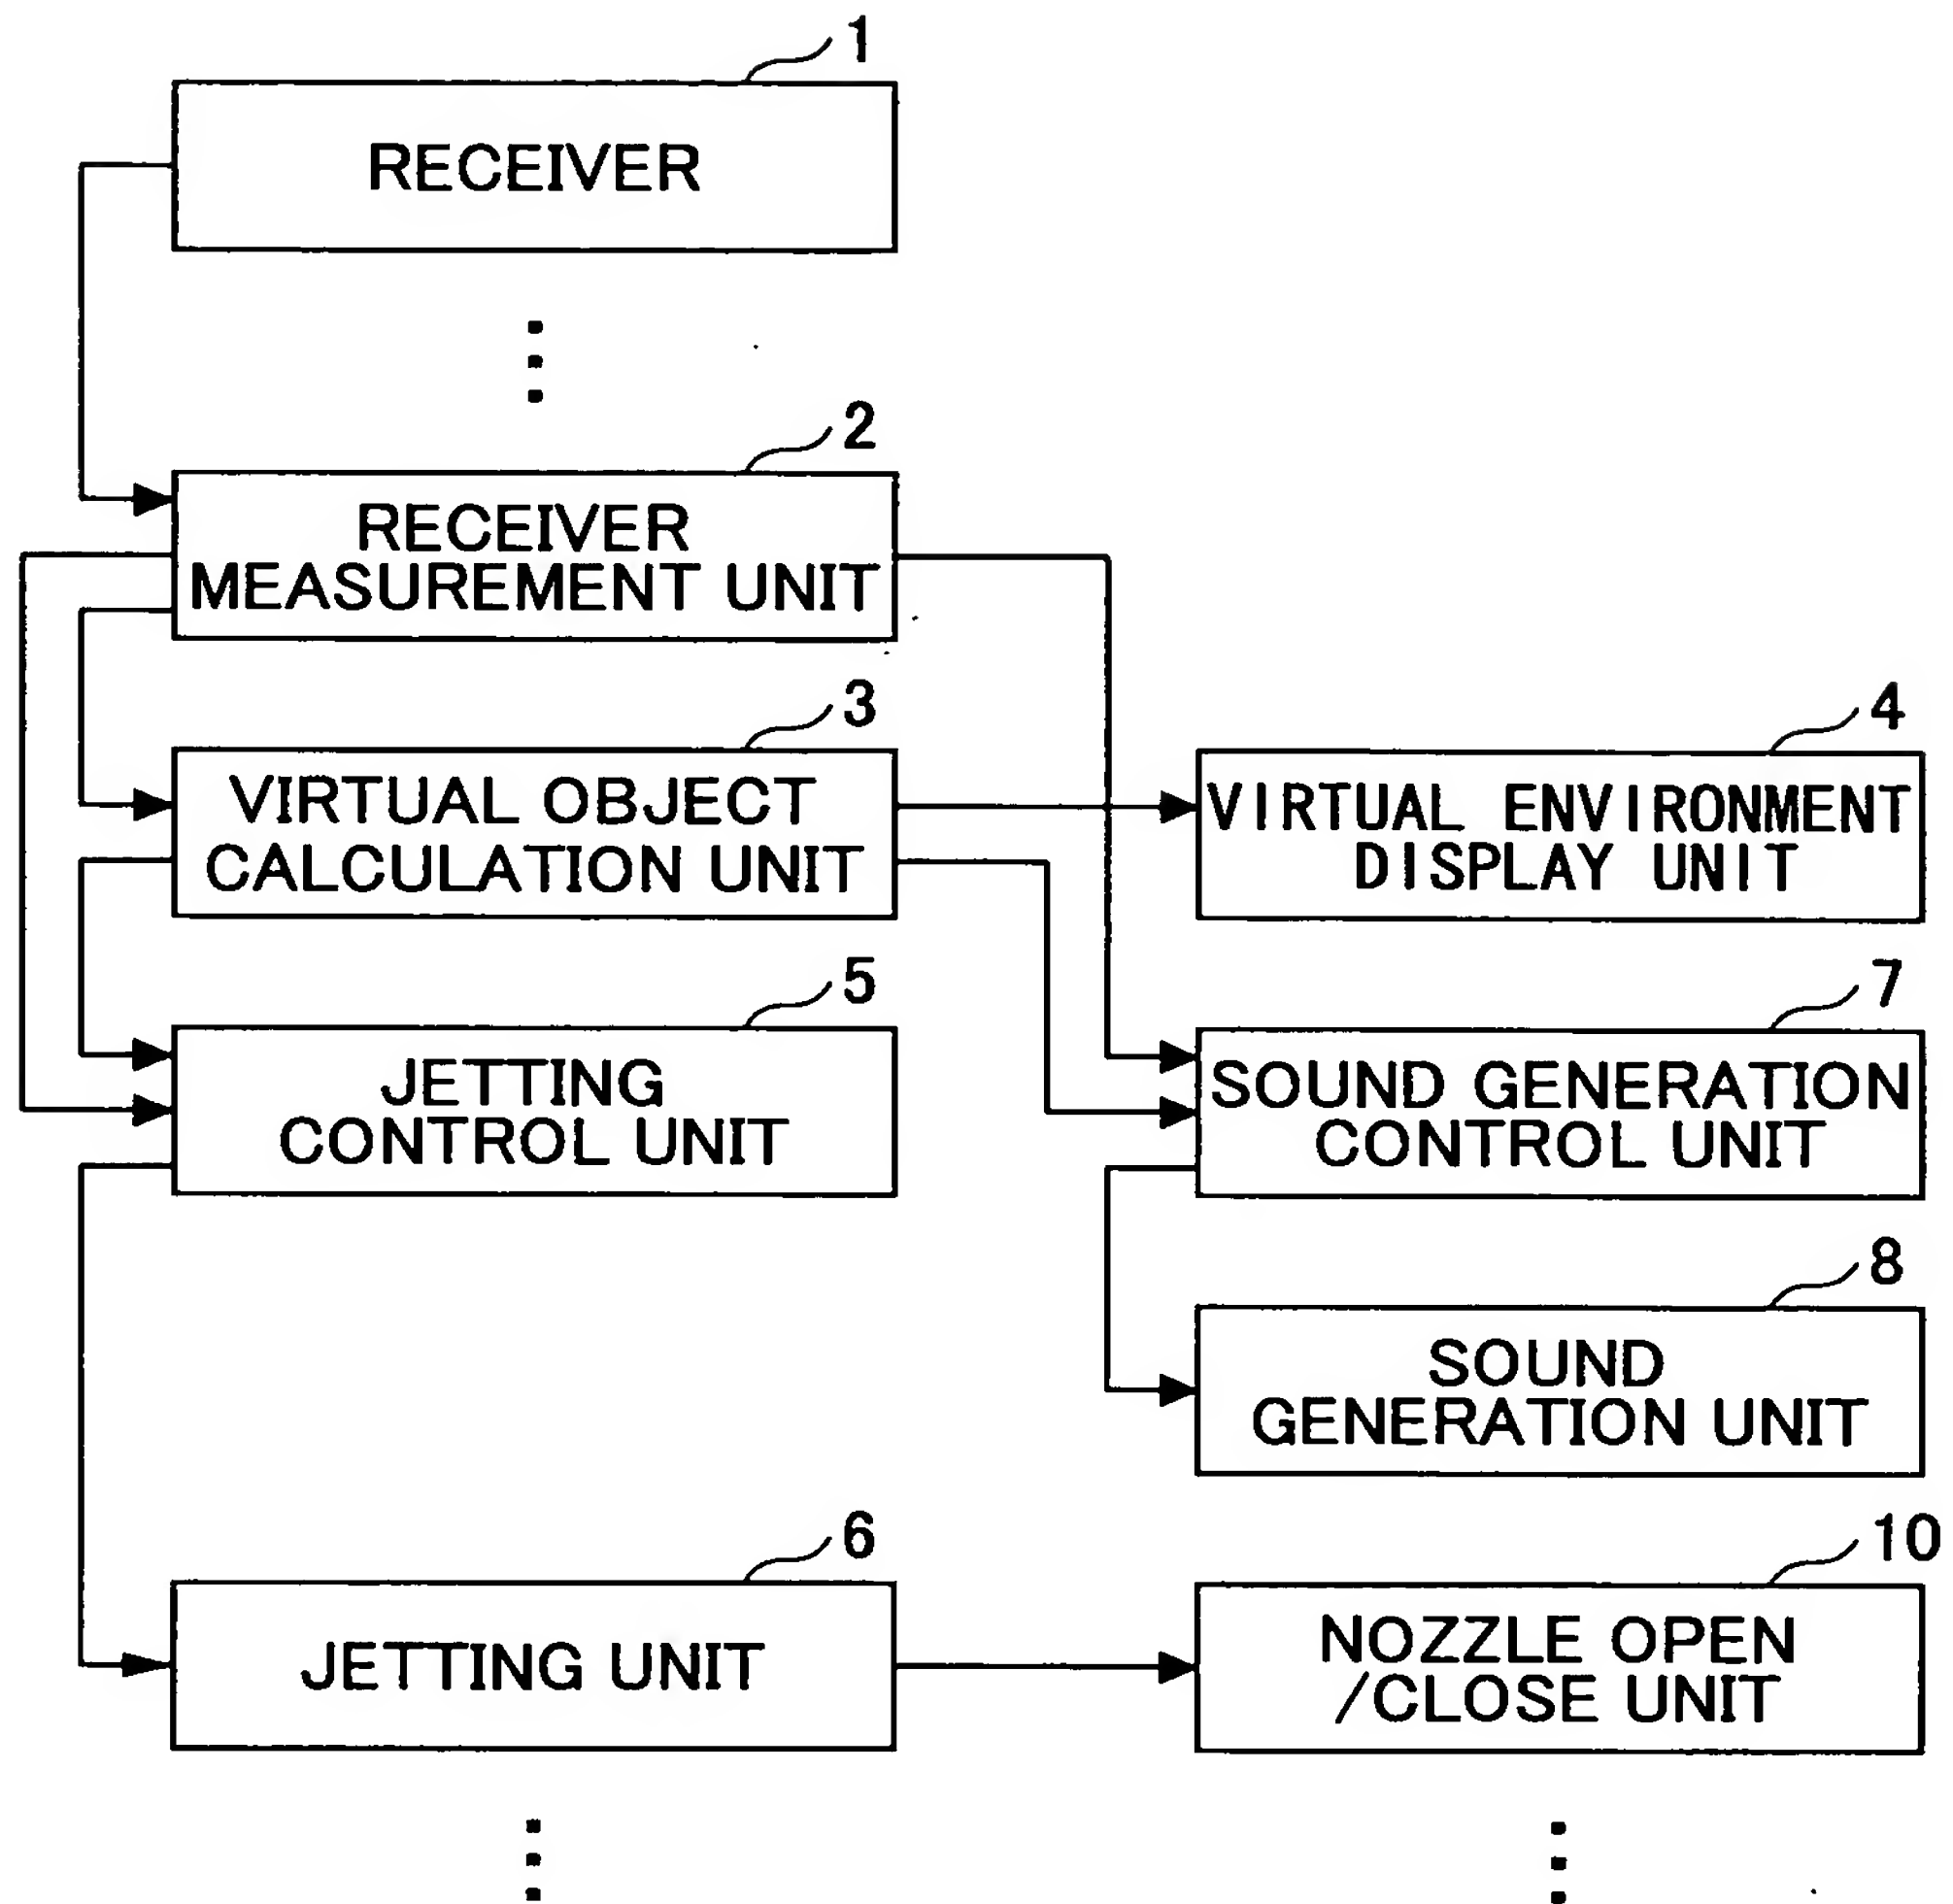 1
RECEIVER
2
RECEIVER
MEASUREMENT UNIT
3
VIRTUAL OBJECT
CALCULATION UNIT
4
VIRTUAL ENVIRONMENT
DISPLAY UNIT
5
JETTING
CONTROL UNIT
7
SOUND GENERATION
CONTROL UNIT
8
SOUND
GENERATION UNIT
6
JETTING UNIT
10
NOZZLE OPEN
/CLOSE UNIT